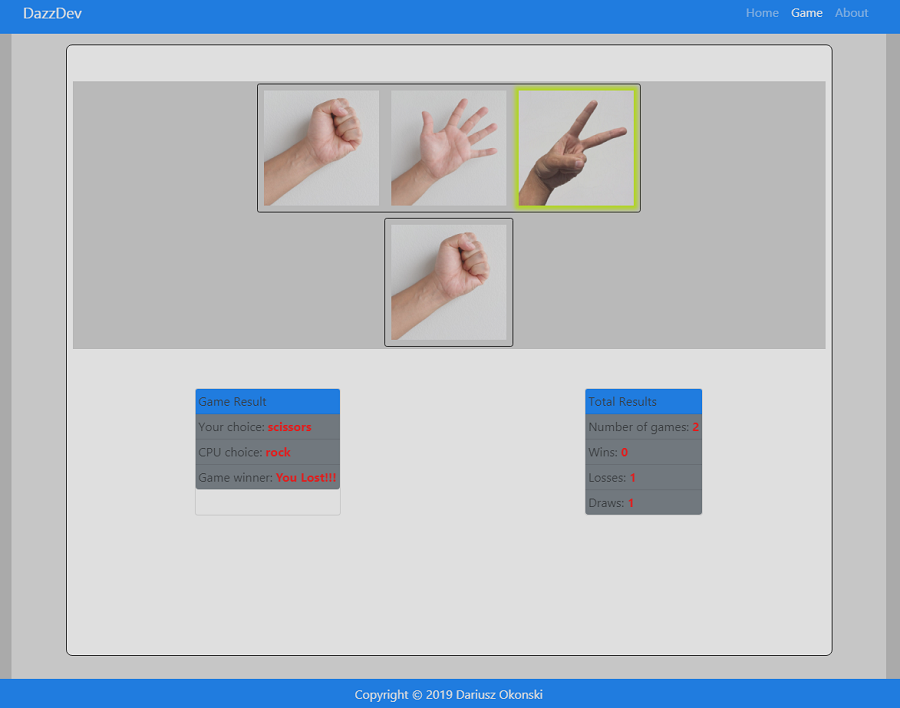 DazzDev
Home Game About
Game Result
Your choice: scissors
CPU choice: rock
Game winner: You Lost!!!
Total Results
Number of games: 2
Wins: 0
Losses: 1
Draws: 1
Copyright © 2019 Dariusz Okonski